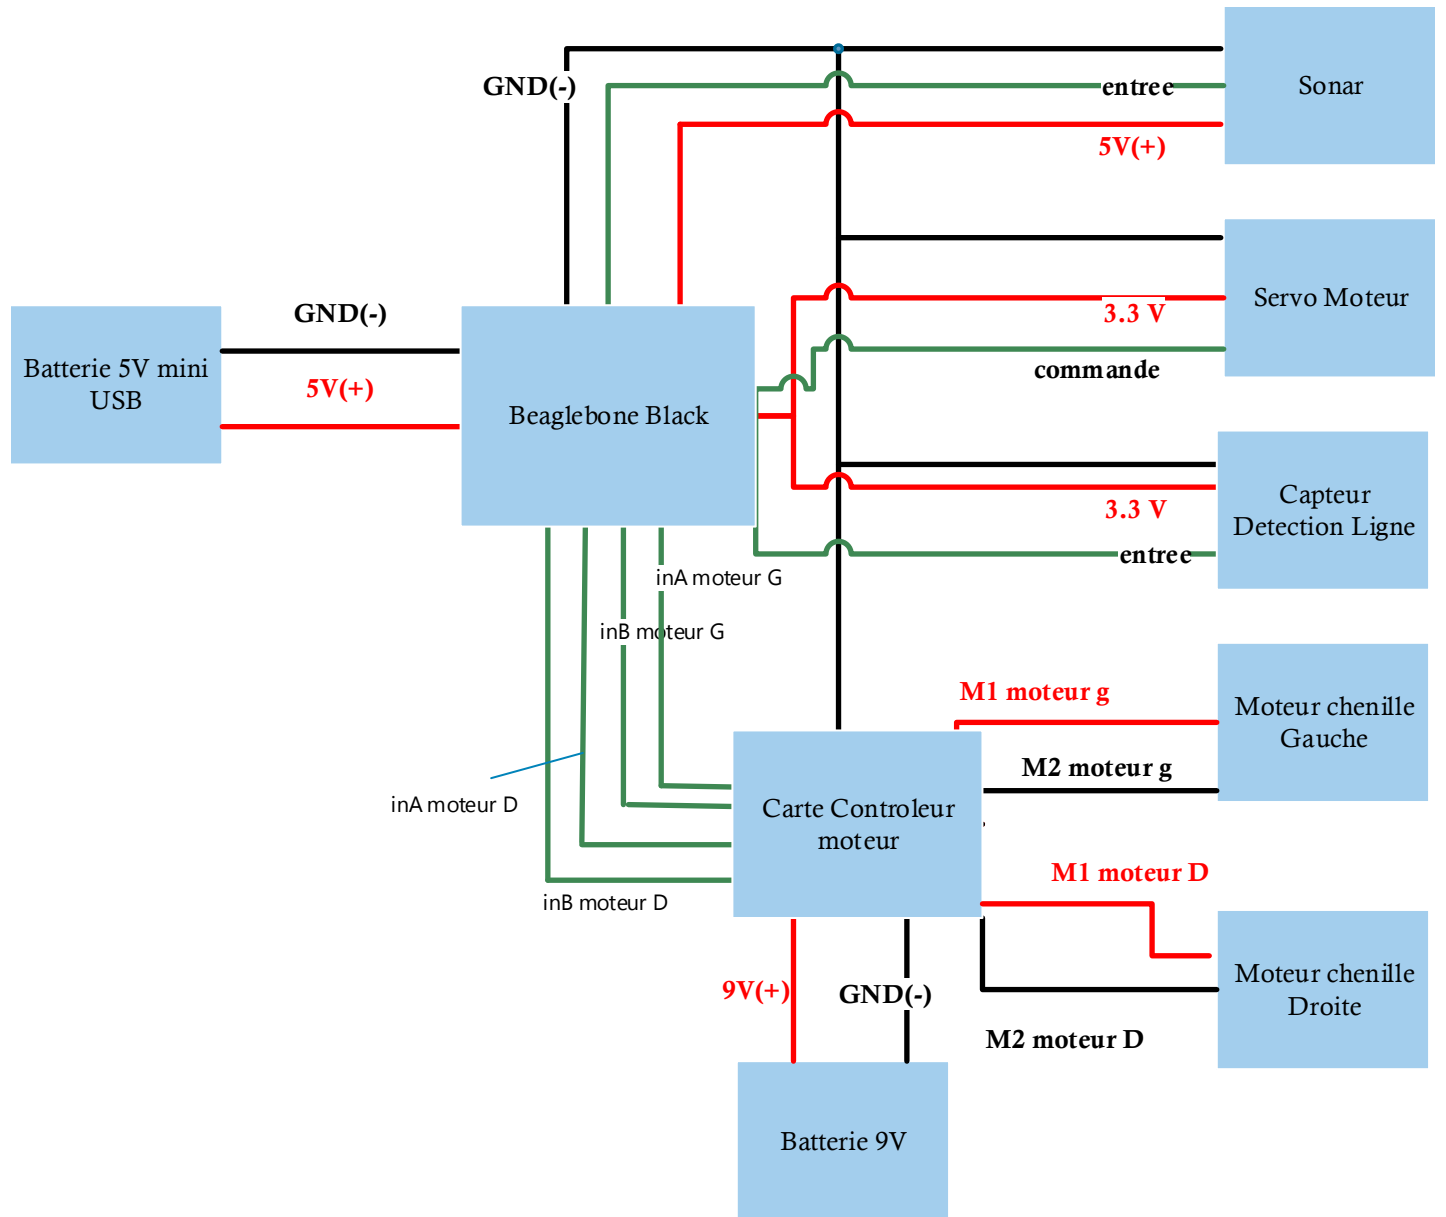 GND(-)
entree
Sonar
5V(+)
GND(-)
Servo Moteur
3.3 V
Batterie 5V mini
USB
5V(+)
commande
Beaglebone Black
Capteur
Detection Ligne
3.3 V
entree
inA moteur G
inB moteur G
M1 moteur g
Moteur chenille
Gauche
M2 moteur g
inA moteur D
Carte Controleur
moteur
M1 moteur D
inB moteur D
9V(+)
GND(-)
Moteur chenille
Droite
M2 moteur D
Batterie 9V